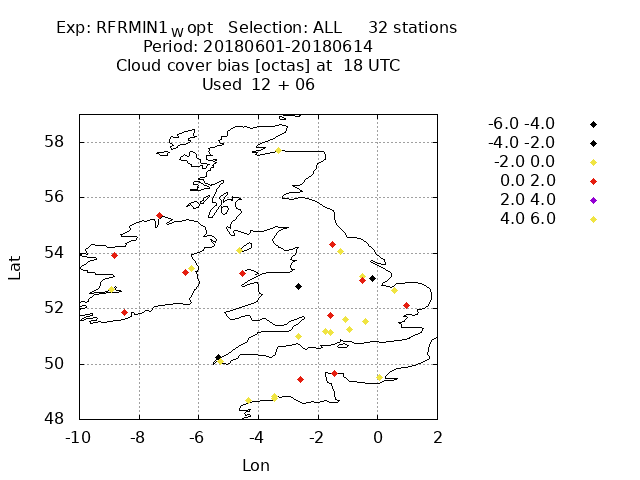 Exp: RFRMIN1WOpt Selection: ALL 32 stations
Period: 20180601-20180614
Cloud cover bias [octas] at 18 UTC
Used 12 + 06
-6.0 -4.0
-4.0 -2.0
-2.0 0.0
0.0 2.0
2.0 4.0
4.0 6.0
58
56
54
52
50
48
Lat
-10 -8 -6 -4 -2 0 2
Lon